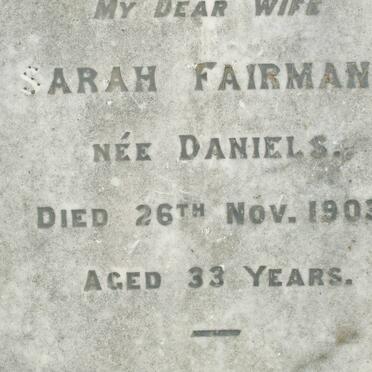 My Dear Wife
Sarah Fairman
née Daniels.
Died 26th Nov. 1903
Aged 33 Years.